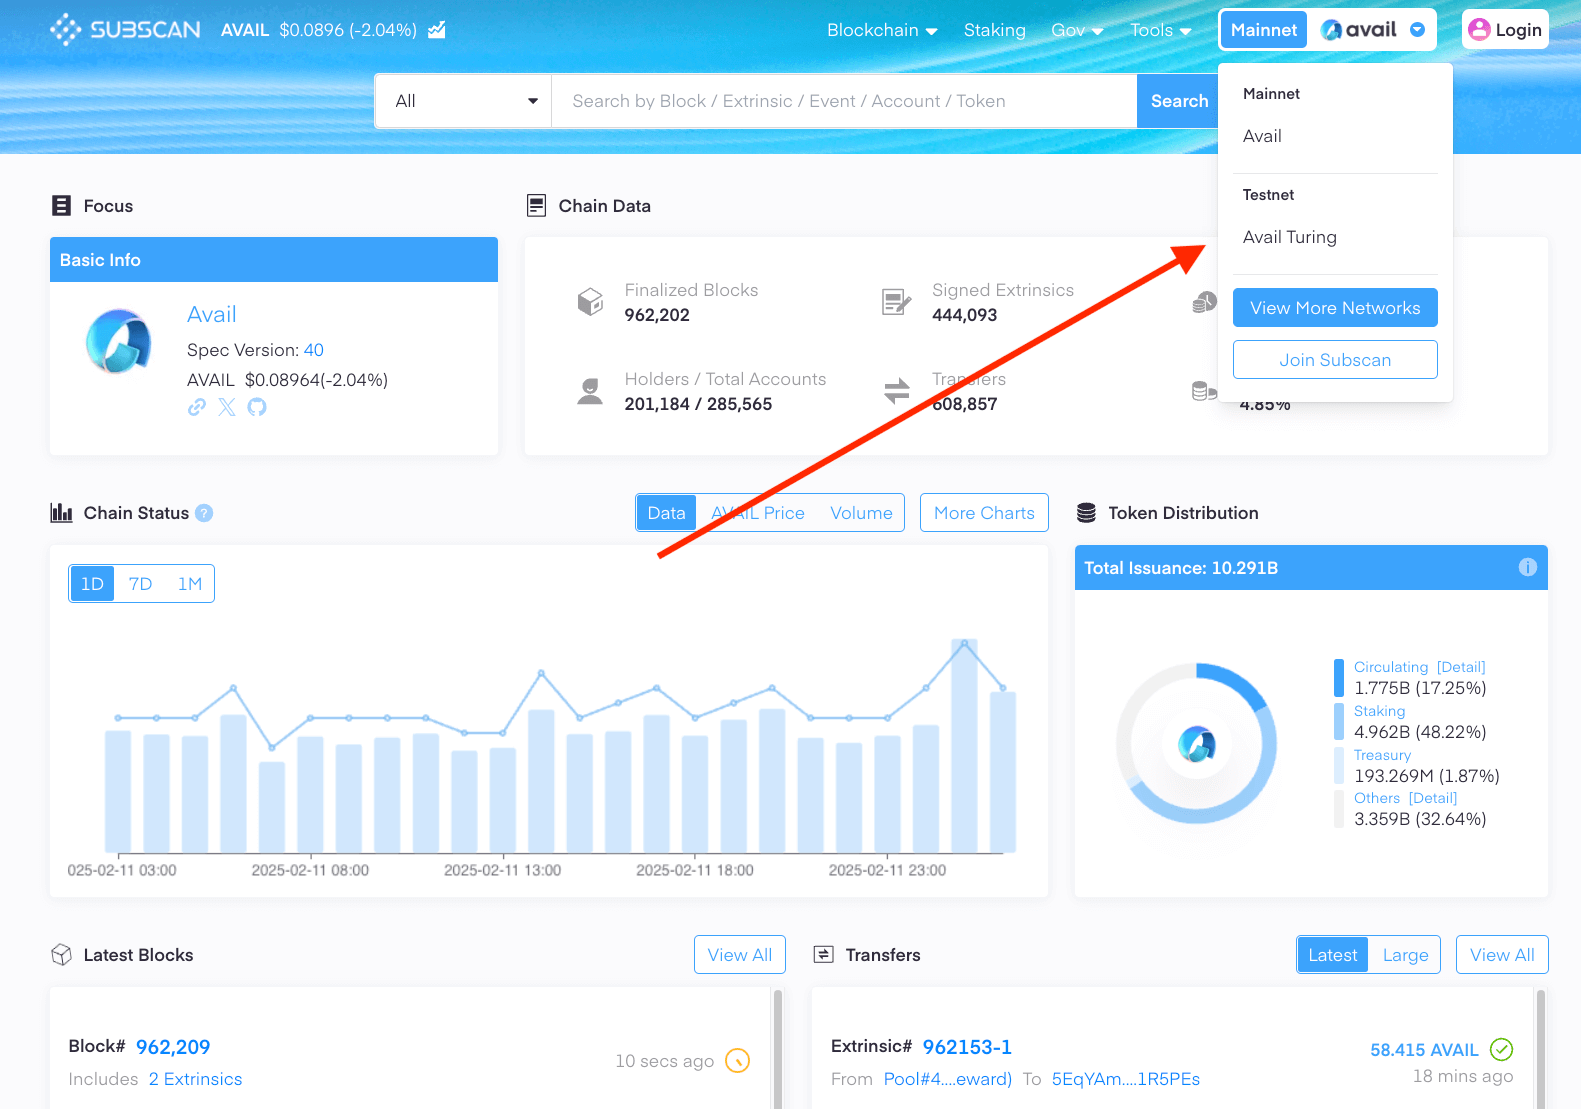 SUBSCAN AVAIL $0.0896 (-2.04%) Blockchain Staking Gov Tools Mainnet avail Login
All Search by Block / Extrinsic / Event / Account / Token Search
Mainnet
Avail
Testnet
Avail Turing
View More Networks
Join Subscan
Focus
Basic Info
Avail
Spec Version: 40
AVAIL $0.08964(-2.04%)
Chain Data
Finalized Blocks
962,202
Signed Extrinsics
444,093
Holders / Total Accounts
201,184 / 285,565
Transfers
608,857
4.85%
Chain Status ?
Data AVAIL Price Volume More Charts
1D 7D 1M
025-02-11 03:00 2025-02-11 08:00 2025-02-11 13:00 2025-02-11 18:00 2025-02-11 23:00
Token Distribution
Total Issuance: 10.291B
Circulating [Detail]
1.775B (17.25%)
Staking
4.962B (48.22%)
Treasury
193.269M (1.87%)
Others [Detail]
3.359B (32.64%)
Latest Blocks View All
Block# 962,209
Includes 2 Extrinsics
10 secs ago
Transfers Latest Large View All
Extrinsic# 962153-1
From Pool#4....eward) To 5EqYAm....1R5PEs
58.415 AVAIL
18 mins ago